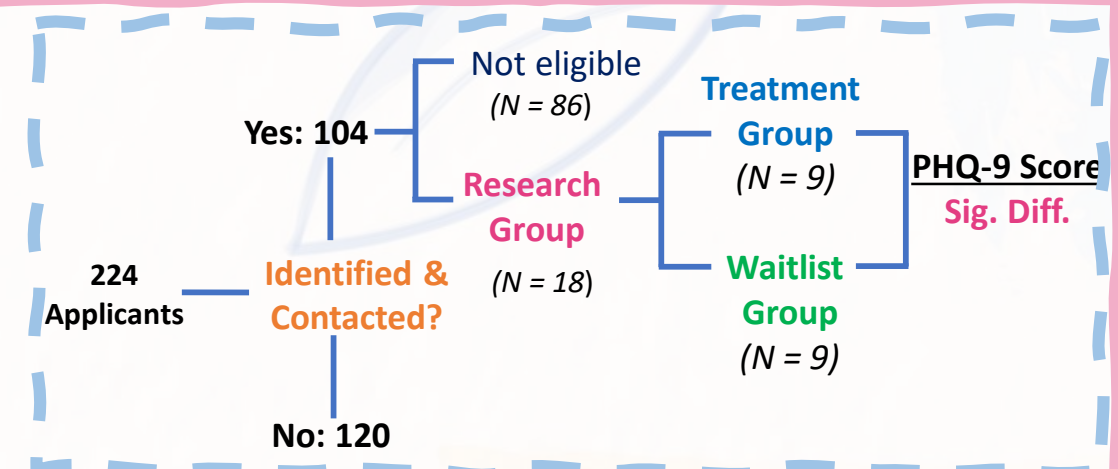 224
Applicants
Identified &
Contacted?
Yes: 104
No: 120
Not eligible
(N = 86)
Research
Group
(N = 18)
Treatment
Group
(N = 9)
Waitlist
Group
(N = 9)
PHQ-9 Score
Sig. Diff.